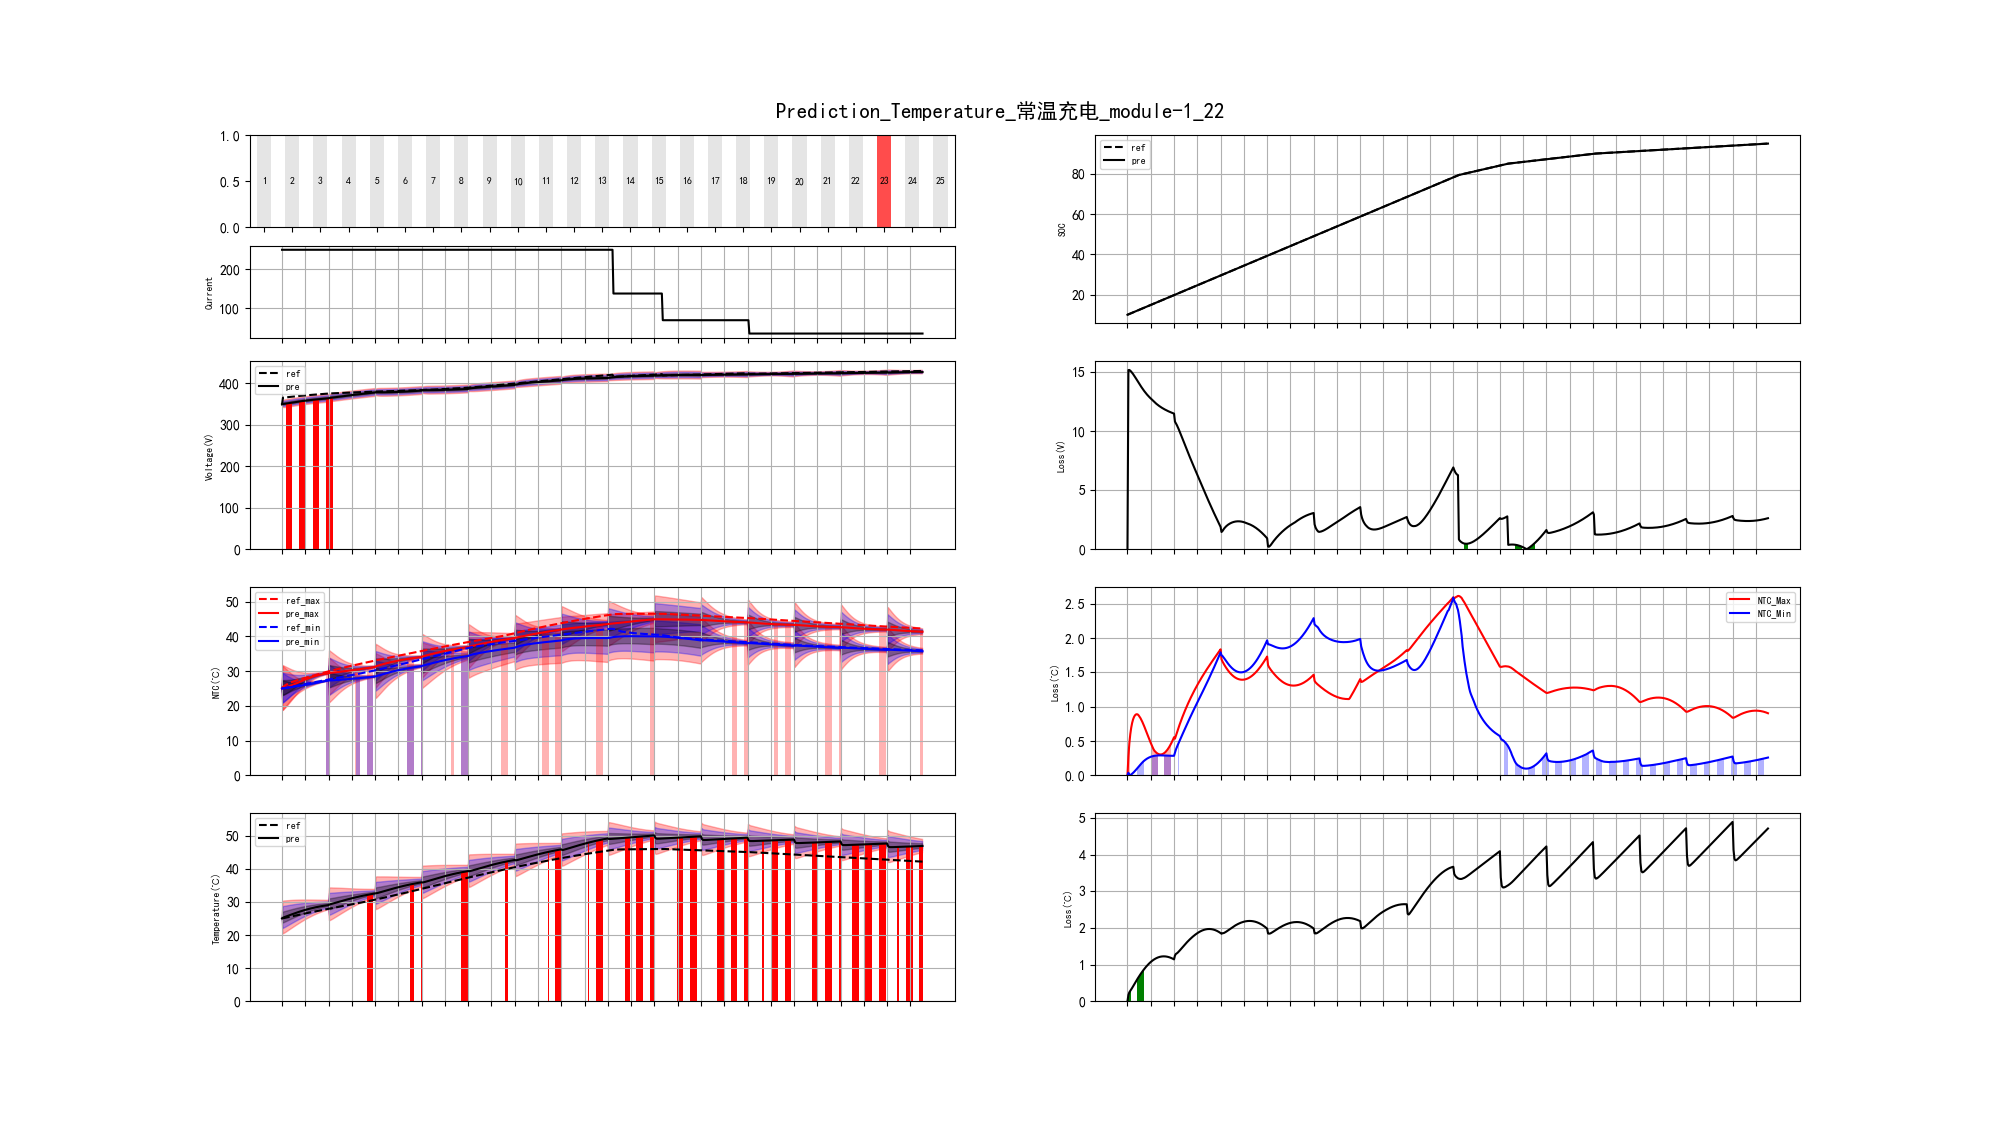 Prediction_Temperature_常温充电_module-1_22
1.0
0.5
0.0
1 2 3 4 5 6 7 8 9 10 11 12 13 14 15 16 17 18 19 20 21 22 23 24 25
Current
200
100
Voltage(V)
400
300
200
100
0
ref
pre
NTC(℃)
50
40
30
20
10
0
ref_max
pre_max
ref_min
pre_min
Temperature(℃)
50
40
30
20
10
0
ref
pre
SOC
80
60
40
20
ref
pre
Loss(V)
15
10
5
0
Loss(℃)
2.5
2.0
1.5
1.0
0.5
0.0
NTC_Max
NTC_Min
Loss(℃)
5
4
3
2
1
0